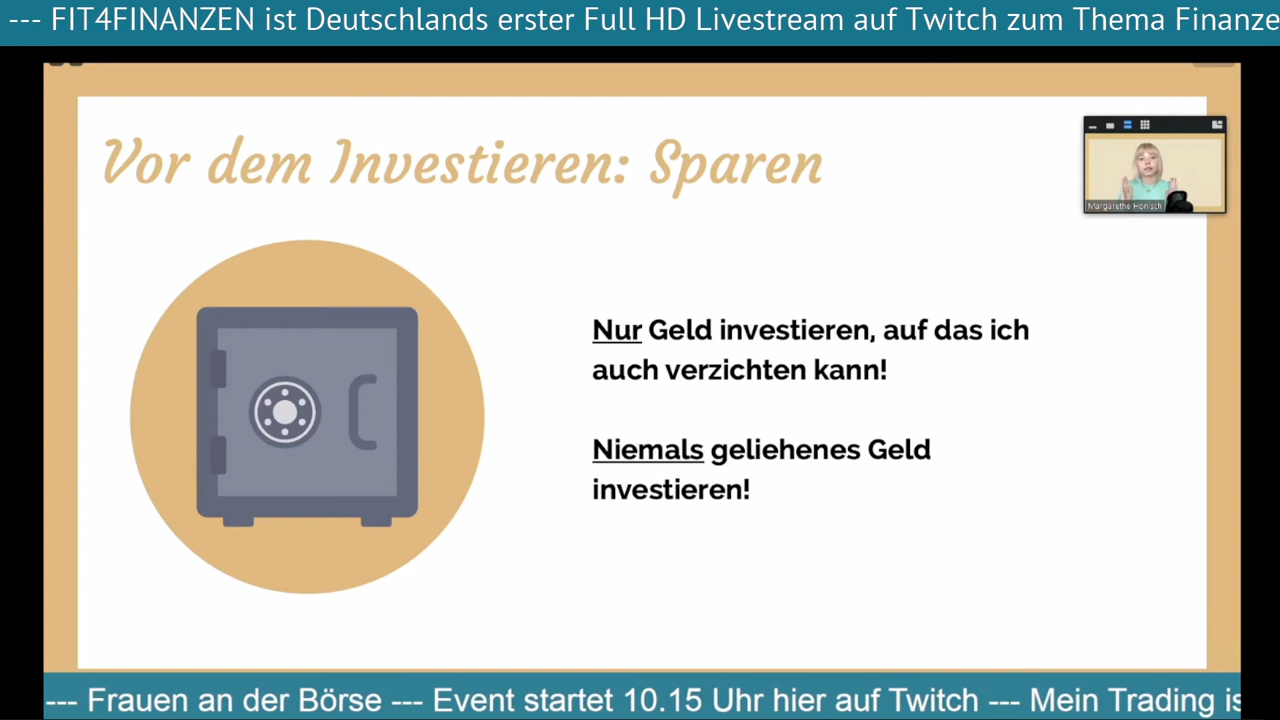 --- FIT4FINANZEN ist Deutschlands erster Full HD Livestream auf Twitch zum Thema Finanze
Vor dem Investieren: Sparen
Margarethe Honisch
Nur Geld investieren, auf das ich
auch verzichten kann!
Niemals geliehenes Geld
investieren!
--- Frauen an der Börse --- Event startet 10.15 Uhr hier auf Twitch --- Mein Trading is